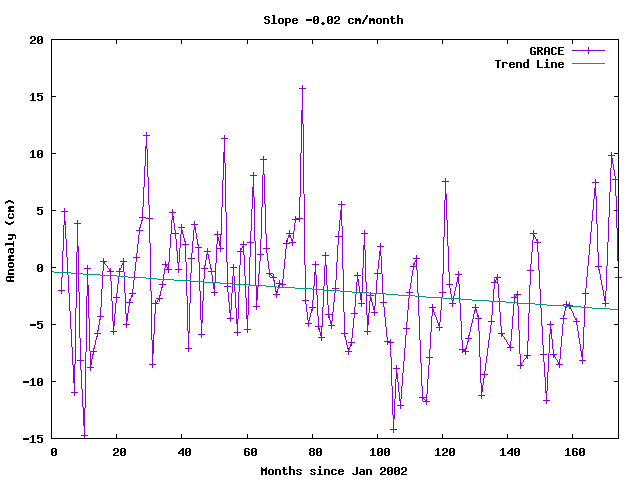 Slope -0.02 cm/month
20
15
10
5
0
-5
-10
-15
GRACE
Trend Line
Anomaly (cm)
0 20 40 60 80 100 120 140 160
Months since Jan 2002